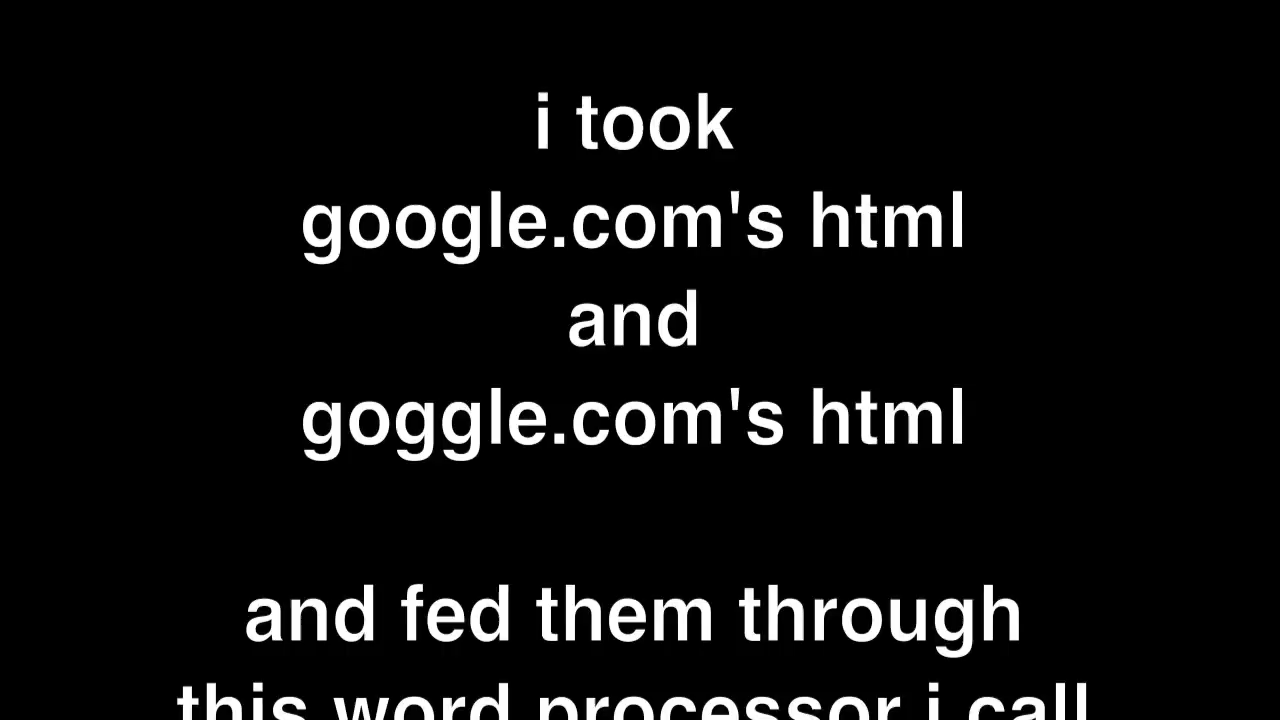 i took
google.com's html
and
goggle.com's html
and fed them through
this word processor i call